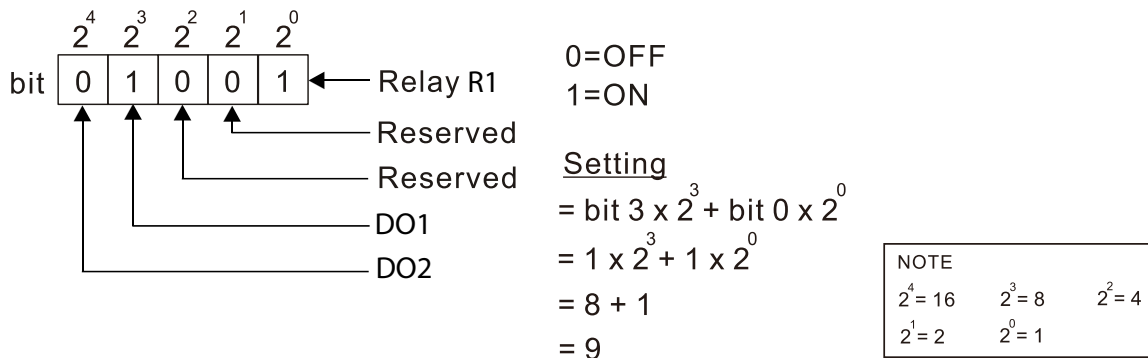 2⁴ 2³ 2² 2¹ 2⁰
bit 0 1 0 0 1 Relay R1
Reserved
Reserved
DO1
DO2
0=OFF
1=ON
Setting
= bit 3 x 2³ + bit 0 x 2⁰
= 1 x 2³ + 1 x 2⁰
= 8 + 1
= 9
NOTE
2⁴ = 16 2³ = 8 2² = 4
2¹ = 2 2⁰ = 1